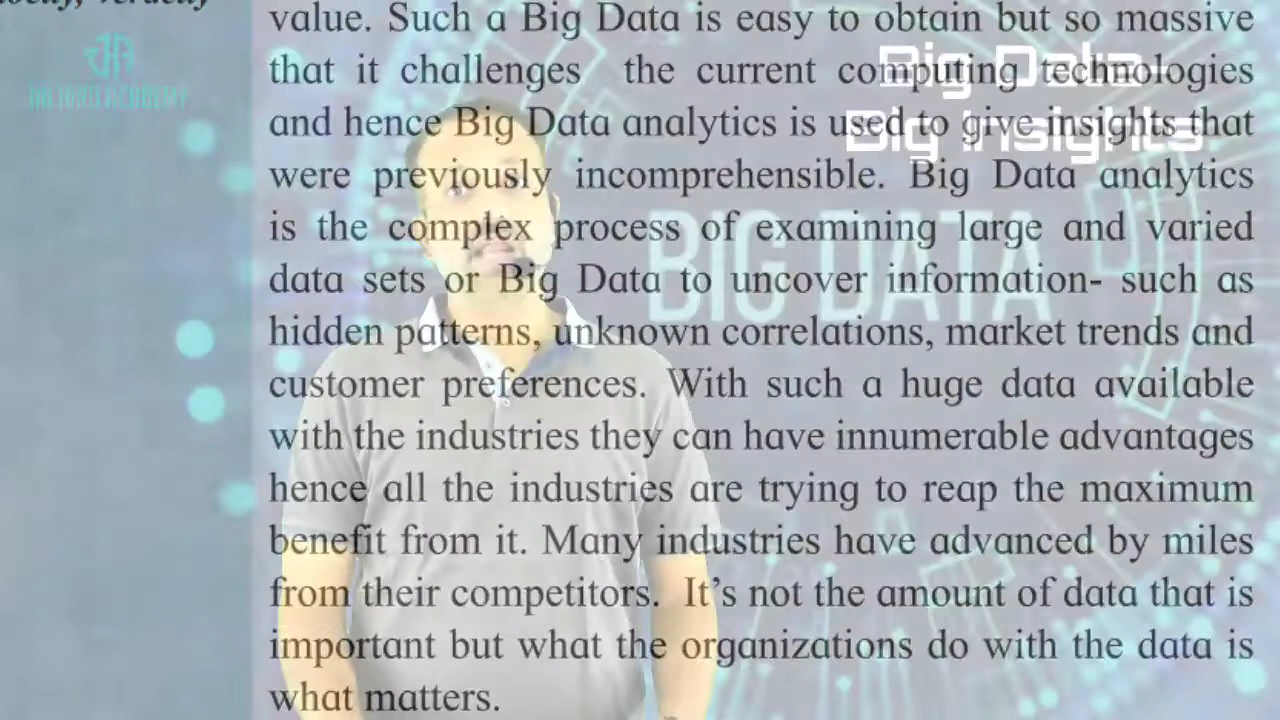 value. Such a Big Data is easy to obtain but so massive
that it challenges the current computing technologies
and hence Big Data analytics is used to give insights that
were previously incomprehensible. Big Data analytics
is the complex process of examining large and varied
data sets or Big Data to uncover information- such as
hidden patterns, unknown correlations, market trends and
customer preferences. With such a huge data available
with the industries they can have innumerable advantages
hence all the industries are trying to reap the maximum
benefit from it. Many industries have advanced by miles
from their competitors. It's not the amount of data that is
important but what the organizations do with the data is
what matters.
Big Data
Big Insights
BIG DATA